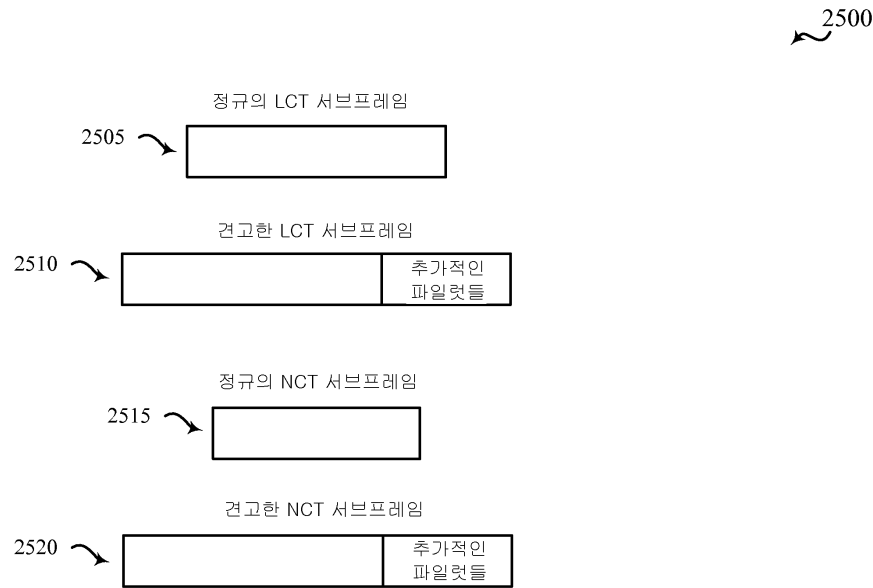 2500
정규의 LCT 서브프레임
2505
견고한 LCT 서브프레임
2510
추가적인
파일럿들
정규의 NCT 서브프레임
2515
견고한 NCT 서브프레임
2520
추가적인
파일럿들